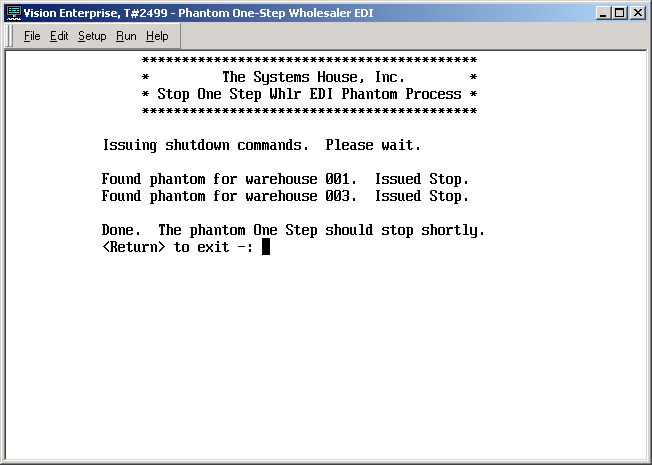 Vision Enterprise, T#2499 - Phantom One-Step Wholesaler EDI
File Edit Setup Run Help
******************************************
* The Systems House, Inc. *
* Stop One Step Whlr EDI Phantom Process *
******************************************
Issuing shutdown commands. Please wait.
Found phantom for warehouse 001. Issued Stop.
Found phantom for warehouse 003. Issued Stop.
Done. The phantom One Step should stop shortly.
<Return> to exit -: